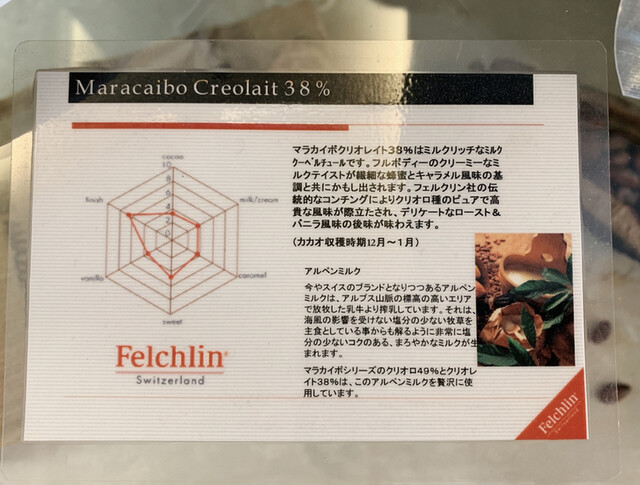 Maracaibo Creolait 38%
マラカイボクリオレイト38%はミルクリッチなミルク
クーベルチュールです。フルボディーのクリーミーなミ
ルクテイストが繊細な蜂蜜とキャラメル風味の基
調と共にかもし出されます。フェルクリン社の伝
統的なコンチングによりクリオロ種のピュアで高
貴な風味が際立たされ、デリケートなロースト&
バニラ風味の後味が味わえます。
(カカオ収穫時期12月~1月)
cacao
10
8
6
4
2
0
finish
milk/cream
vanilla
caramel
sweet
アルペンミルク
今やスイスのブランドとなりつつあるアルペン
ミルクは、アルプス山脈の標高の高いエリア
で放牧した乳牛より搾乳しています。それは、
海風の影響を受けない塩分の少ない牧草を
主食としている事からも解るように非常に塩
分の少ないコクのある、まろやかなミルクが生
まれます。
マラカイボシリーズのクリオロ49%とクリオレ
イト38%は、このアルペンミルクを贅沢に使
用しています。
Felchlin®
Switzerland
Felchlin